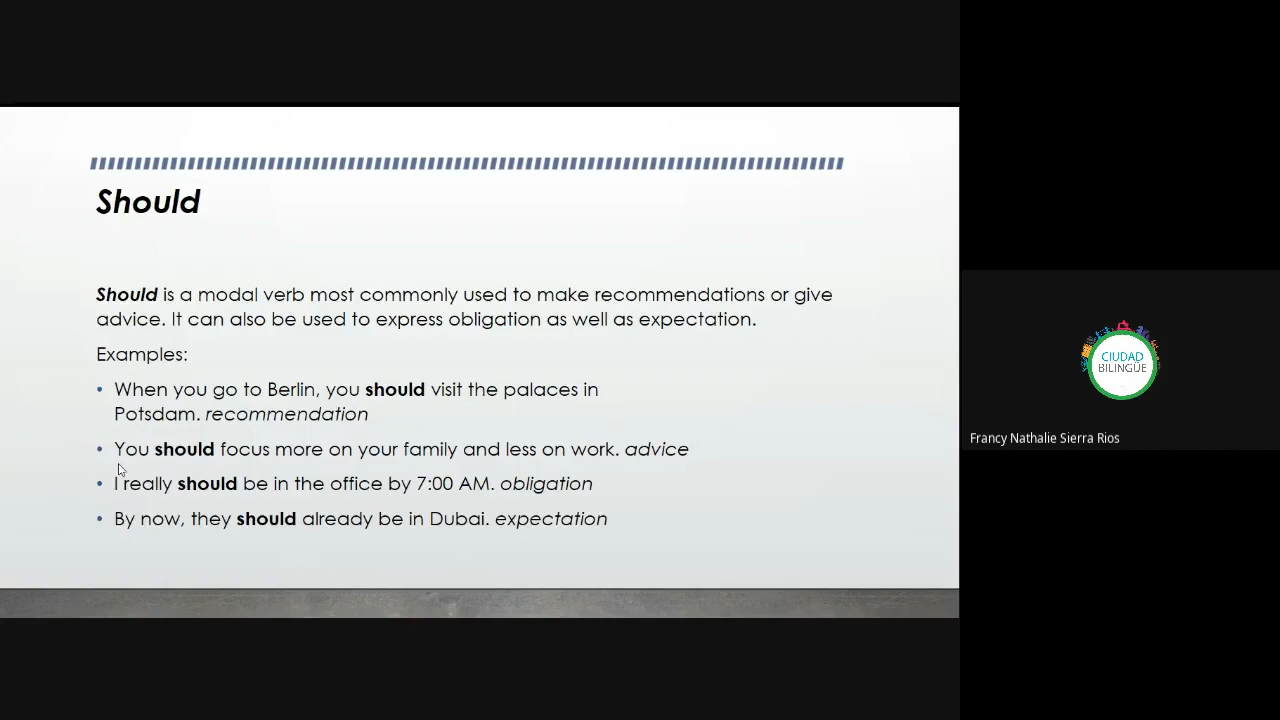 Should
Should is a modal verb most commonly used to make recommendations or give
advice. It can also be used to express obligation as well as expectation.
Examples:
• When you go to Berlin, you should visit the palaces in
Potsdam. recommendation
• You should focus more on your family and less on work. advice
• I really should be in the office by 7:00 AM. obligation
• By now, they should already be in Dubai. expectation
CIUDAD
BILINGÜE
Francy Nathalie Sierra Rios